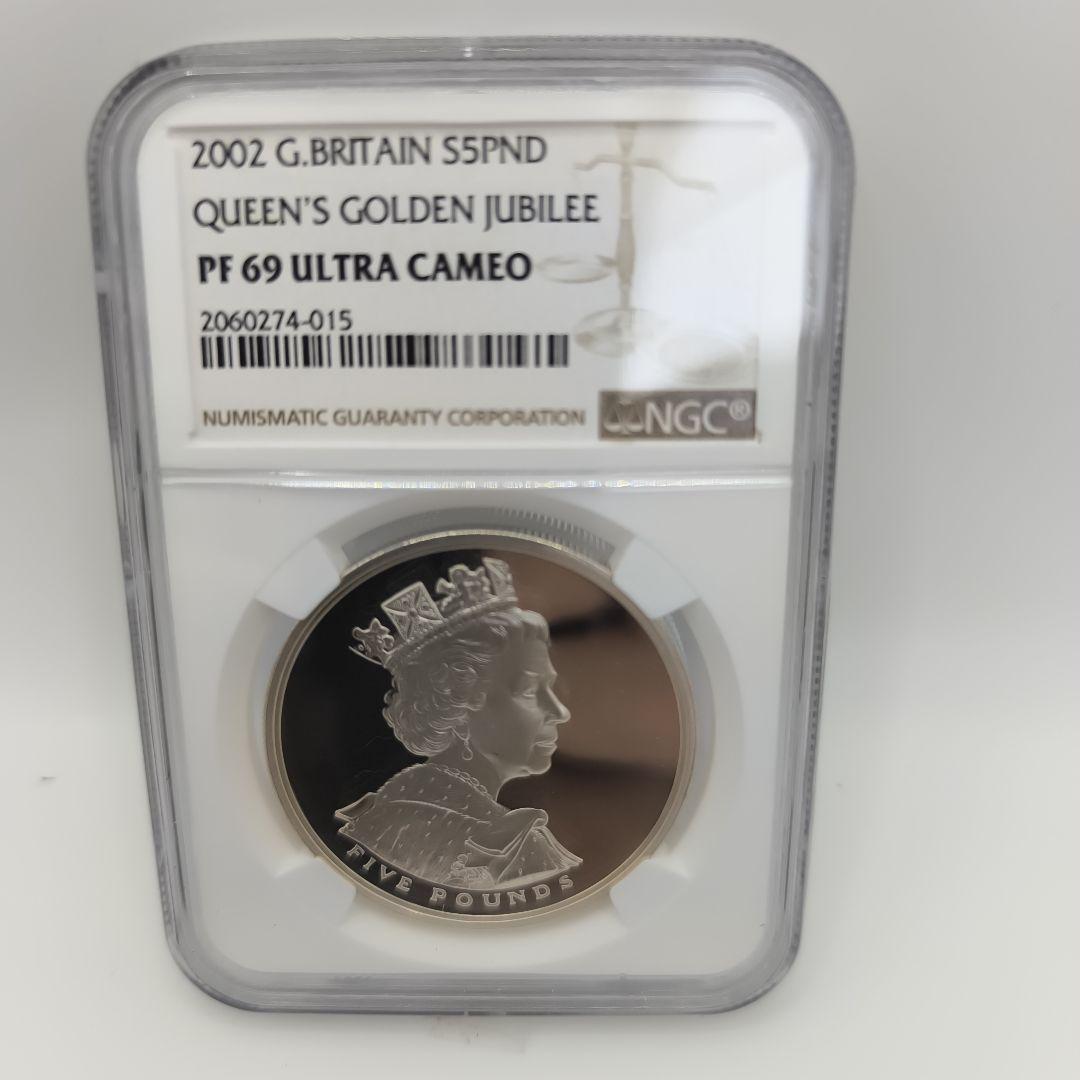 2002 G.BRITAIN S5PND
QUEEN'S GOLDEN JUBILEE
PF 69 ULTRA CAMEO
2060274-015
NUMISMATIC GUARANTY CORPORATION NGC®
FIVE POUNDS